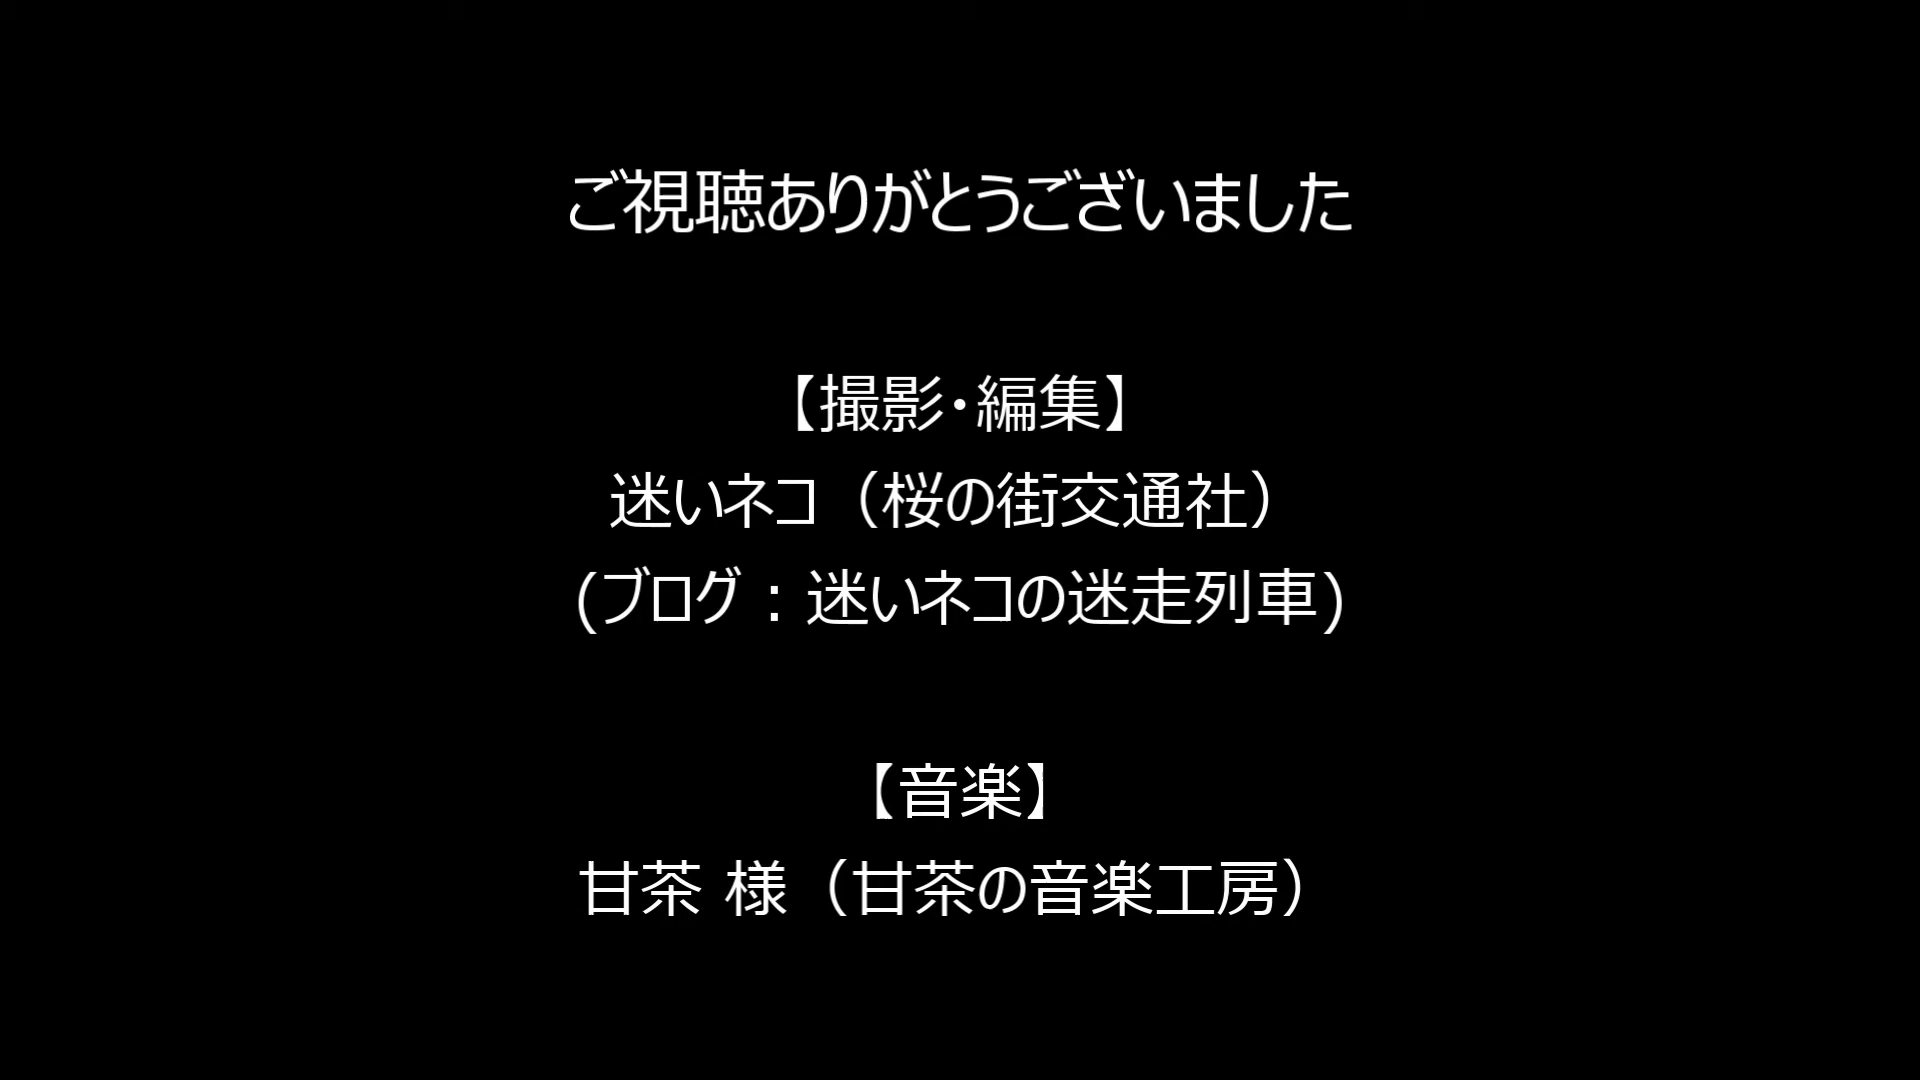 ご視聴ありがとうございました
【撮影・編集】
迷いネコ（桜の街交通社）
(ブログ：迷いネコの迷走列車)
【音楽】
甘茶 様（甘茶の音楽工房）